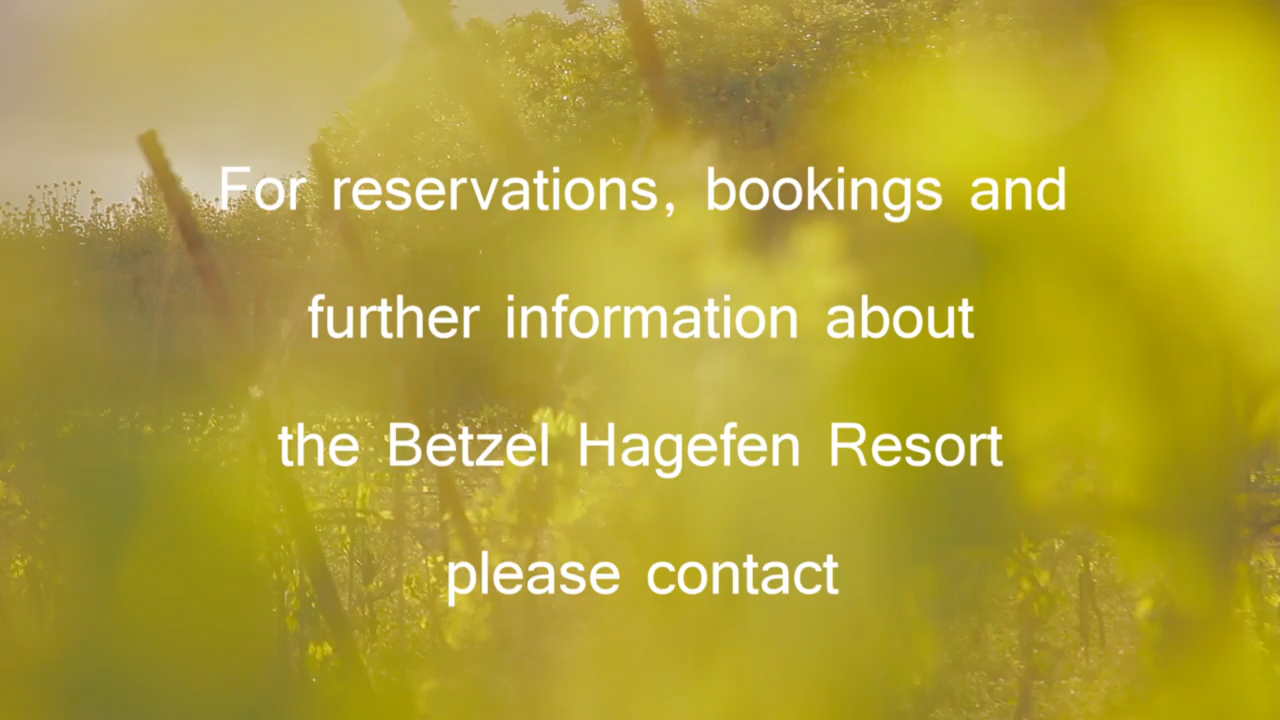 For reservations, bookings and
further information about
the Betzel Hagefen Resort
please contact